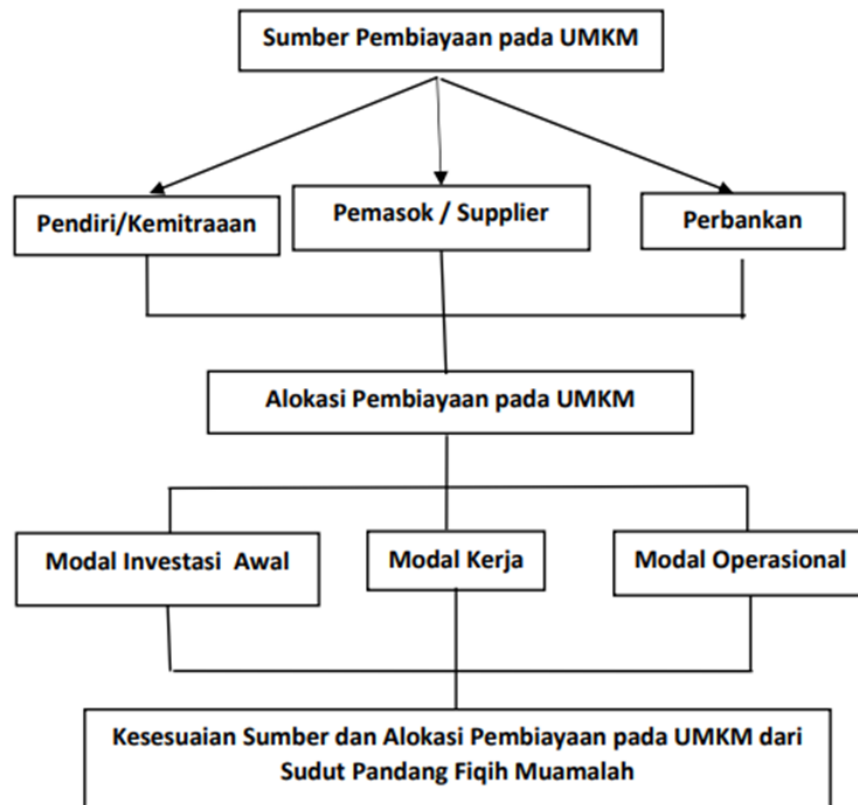 Sumber Pembiayaan pada UMKM
Pendiri/Kemitraaan
Pemasok / Supplier
Perbankan
Alokasi Pembiayaan pada UMKM
Modal Investasi Awal
Modal Kerja
Modal Operasional
Kesesuaian Sumber dan Alokasi Pembiayaan pada UMKM dari
Sudut Pandang Fiqih Muamalah